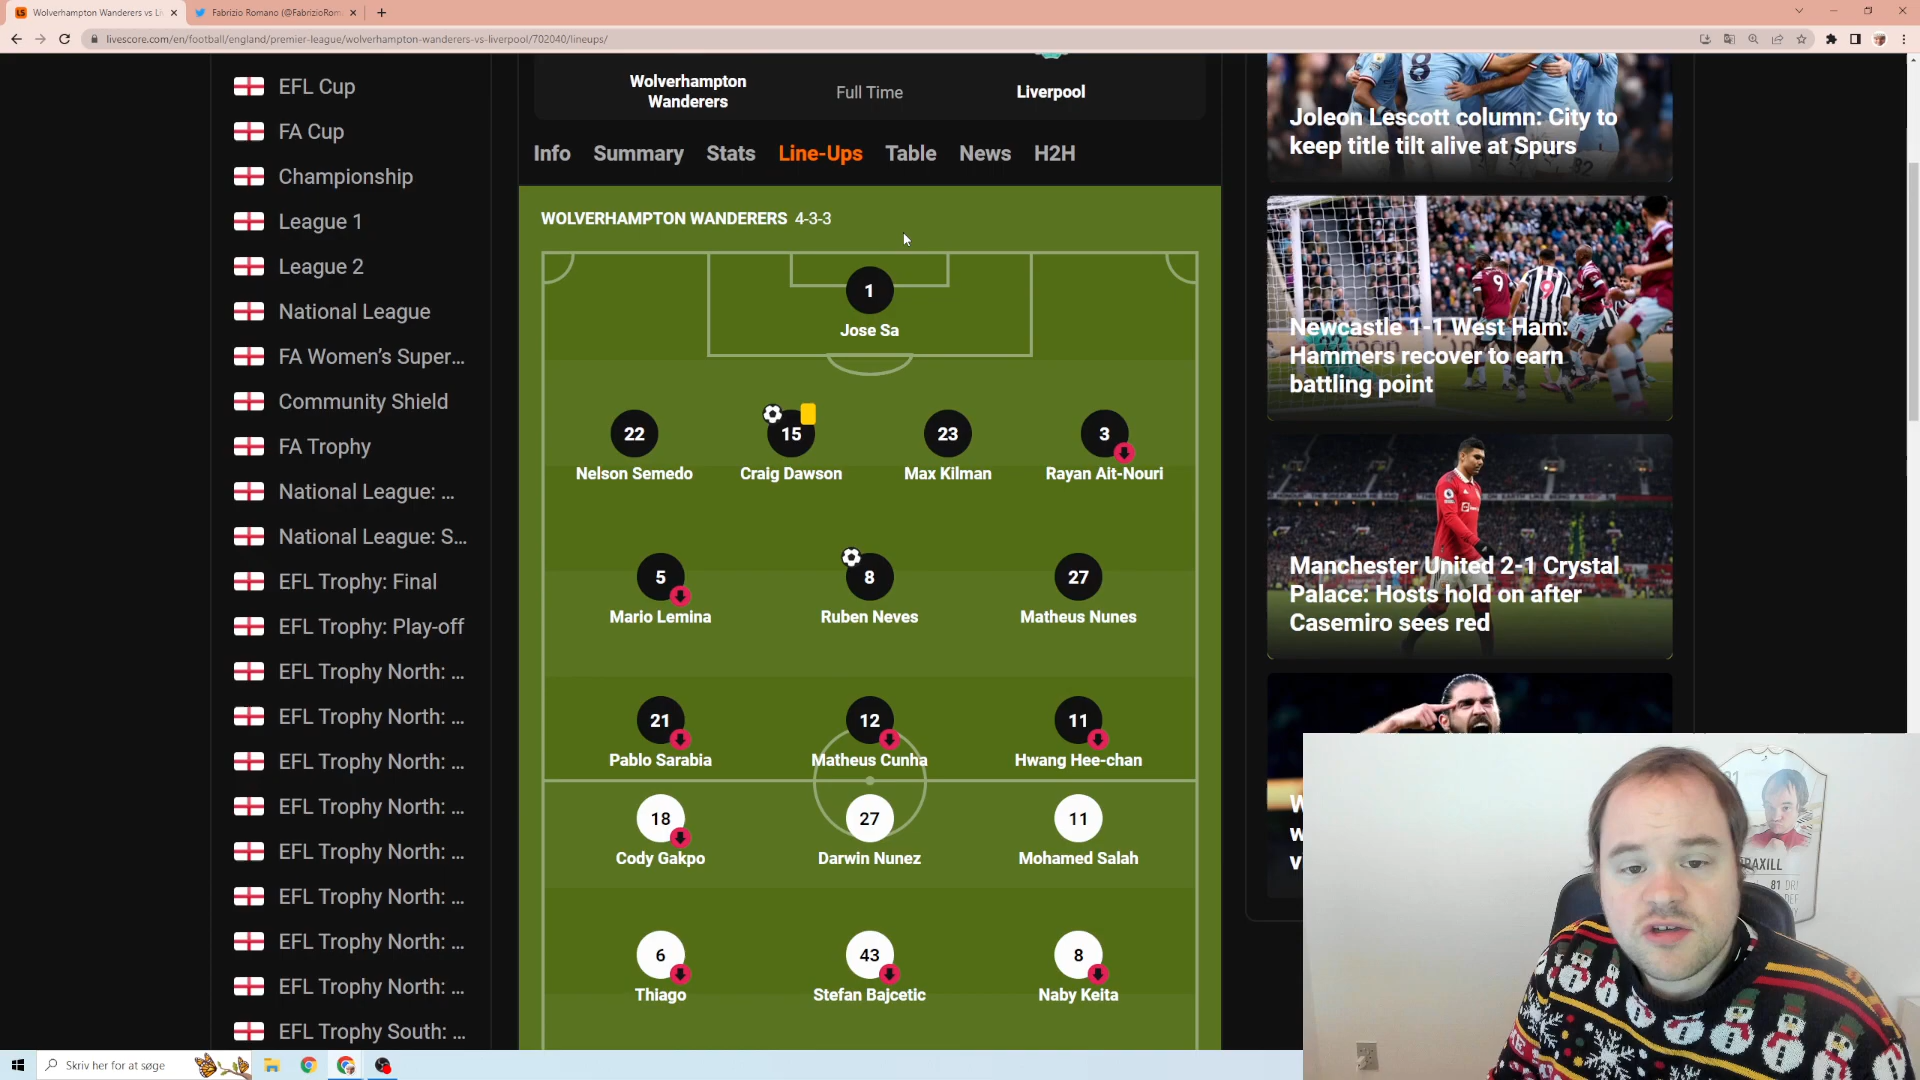 Wolverhampton Wanderers vs Li
Fabrizio Romano (@FabrizioRom
livescore.com/en/football/england/premier-league/wolverhampton-wanderers-vs-liverpool/702040/lineups/
EFL Cup
FA Cup
Championship
League 1
League 2
National League
FA Women's Super...
Community Shield
FA Trophy
National League: ...
National League: S...
EFL Trophy: Final
EFL Trophy: Play-off
EFL Trophy North: ...
EFL Trophy North: ...
EFL Trophy North: ...
EFL Trophy North: ...
EFL Trophy North: ...
EFL Trophy North: ...
EFL Trophy North: ...
EFL Trophy North: ...
EFL Trophy South: ...
Wolverhampton
Wanderers
Full Time
Liverpool
Info Summary Stats Line-Ups Table News H2H
WOLVERHAMPTON WANDERERS 4-3-3
1
Jose Sa
22 15 23 3
Nelson Semedo Craig Dawson Max Kilman Rayan Ait-Nouri
5 8 27
Mario Lemina Ruben Neves Matheus Nunes
21 12 11
Pablo Sarabia Matheus Cunha Hwang Hee-chan
18 27 11
Cody Gakpo Darwin Nunez Mohamed Salah
6 43 8
Thiago Stefan Bajcetic Naby Keita
8
82
Joleon Lescott column: City to
keep title tilt alive at Spurs
9
9
Newcastle 1-1 West Ham:
Hammers recover to earn
battling point
Manchester United 2-1 Crystal
Palace: Hosts hold on after
Casemiro sees red
81 DRI
DEF
Skriv her for at søge